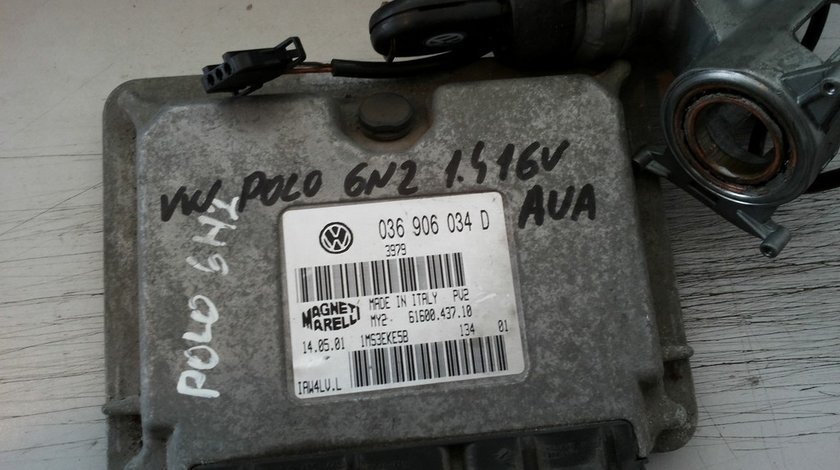 VW POLO 6N2 1.4 16V
AUA
POLO 6N2
036 906 034 D
3979
MAGNETI MARELLI
MADE IN ITALY PV2
MY2- 61600.437.10
14.05.01 1MS3EKE5B 134 01
IAW4LV.L